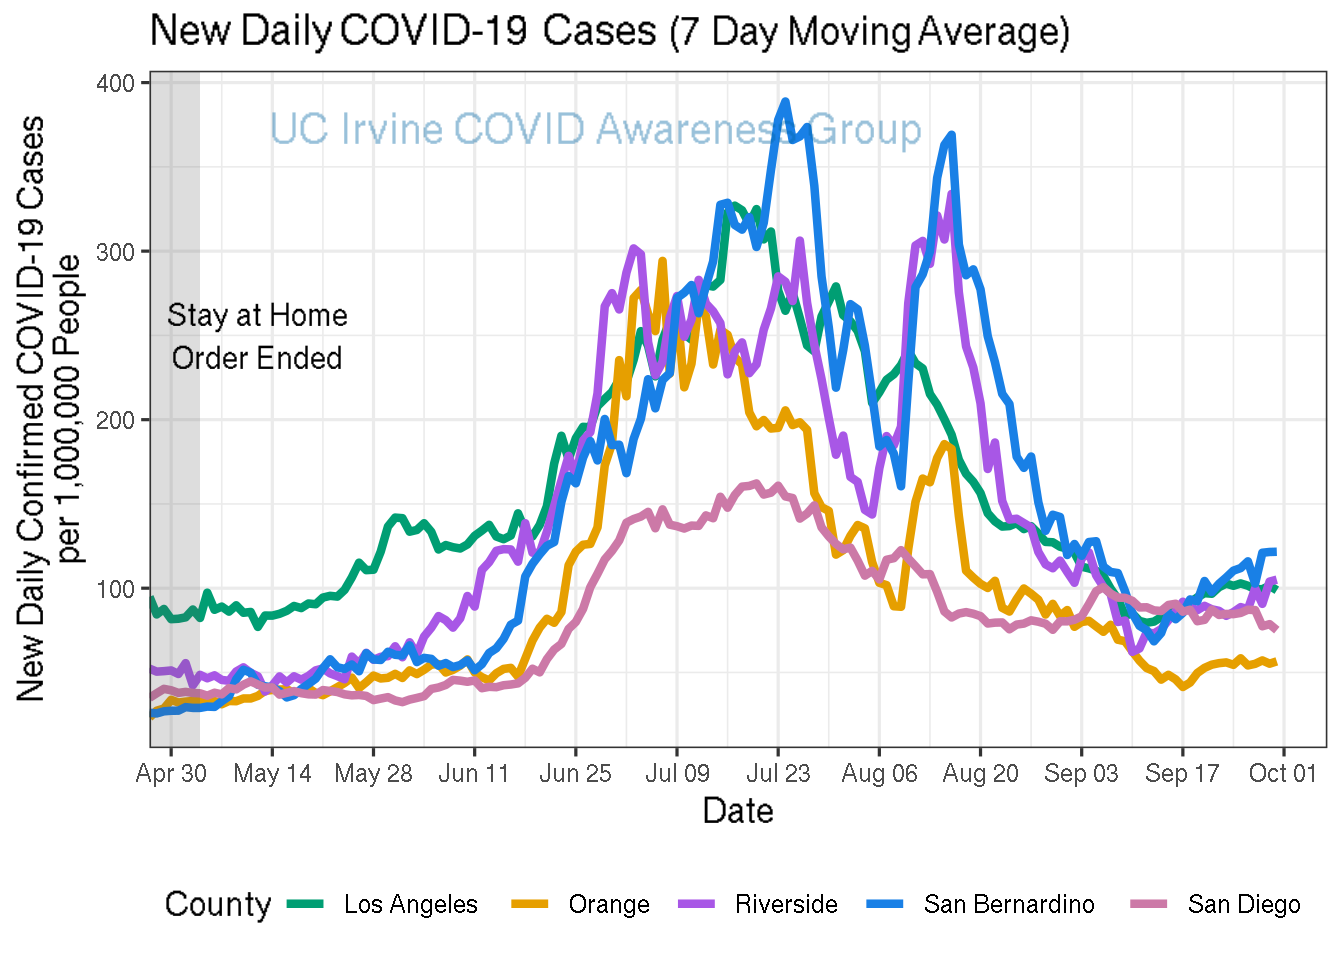 New Daily COVID-19 Cases (7 Day Moving Average)
UC Irvine COVID Awareness Group
New Daily Confirmed COVID-19 Cases
per 1,000,000 People
400
300
200
100
Stay at Home
Order Ended
Apr 30 May 14 May 28 Jun 11 Jun 25 Jul 09 Jul 23 Aug 06 Aug 20 Sep 03 Sep 17 Oct 01
Date
County Los Angeles Orange Riverside San Bernardino San Diego